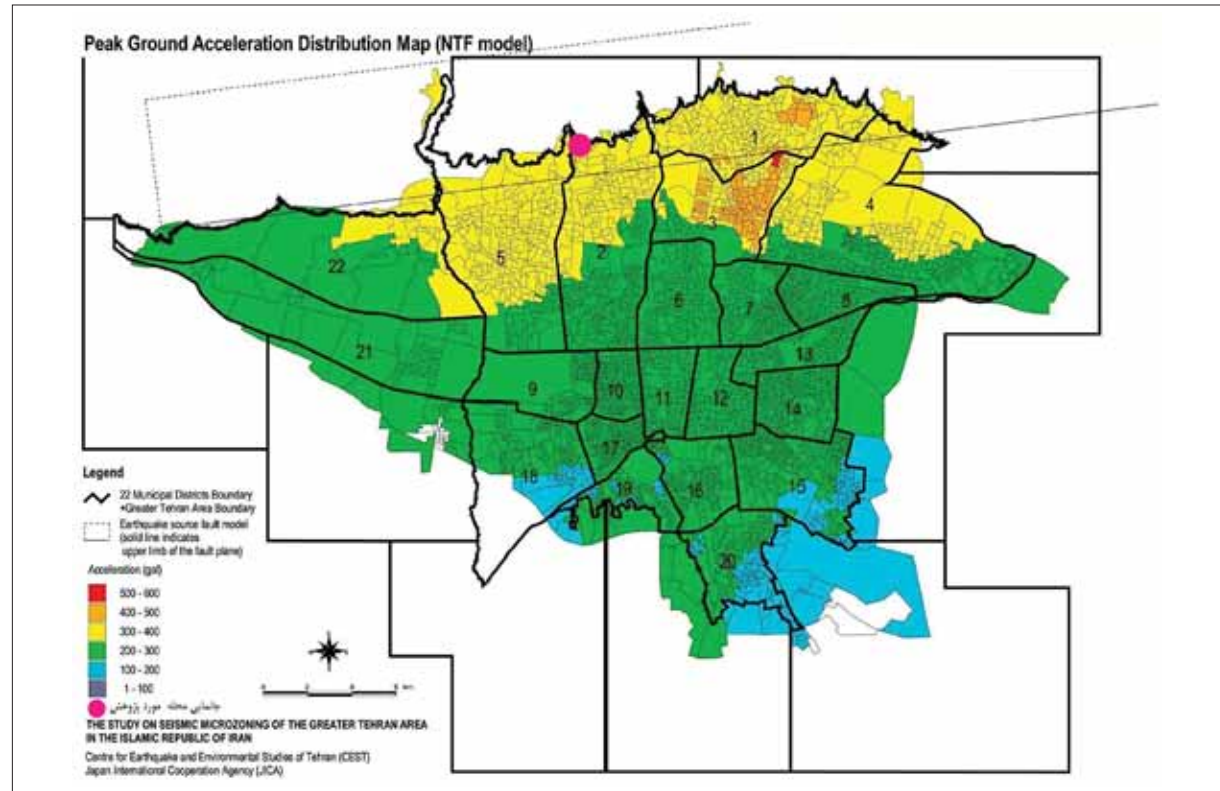 Peak Ground Acceleration Distribution Map (NTF model)
1
4
3
22
2
5
6
7
8
21
13
9
10
11
12
14
17
18
19
16
15
20
Legend
22 Municipal Districts Boundary
+Greater Tehran Area Boundary
Earthquake source fault model
(solid line indicates
upper limb of the fault plane)
Acceleration (gal)
500 - 600
400 - 500
300 - 400
200 - 300
100 - 200
1 - 100
0 2 4 6 km
جانمایی محله مورد پژوهش
THE STUDY ON SEISMIC MICROZONING OF THE GREATER TEHRAN AREA
IN THE ISLAMIC REPUBLIC OF IRAN
Centre for Earthquake and Environmental Studies of Tehran (CEST)
Japan International Cooperation Agency (JICA)